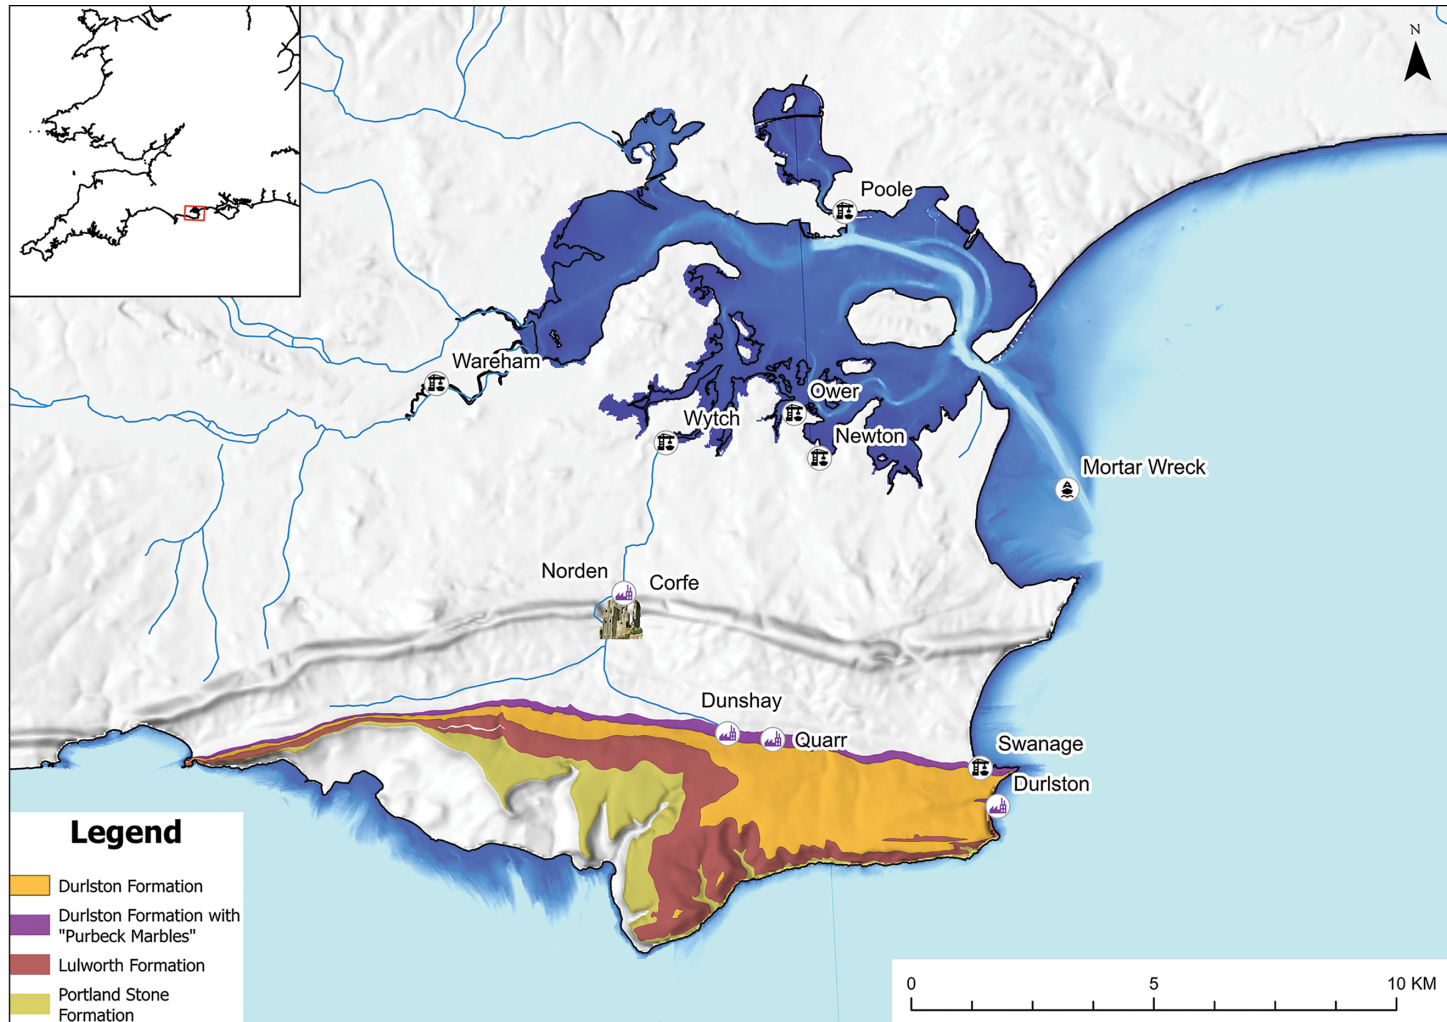 N
Poole
Wareham
Ower
Wytch
Newton
Mortar Wreck
Norden
Corfe
Dunshay
Quarr
Swanage
Durlston
Legend
Durlston Formation
Durlston Formation with
"Purbeck Marbles"
Lulworth Formation
Portland Stone
Formation
0 5 10 KM